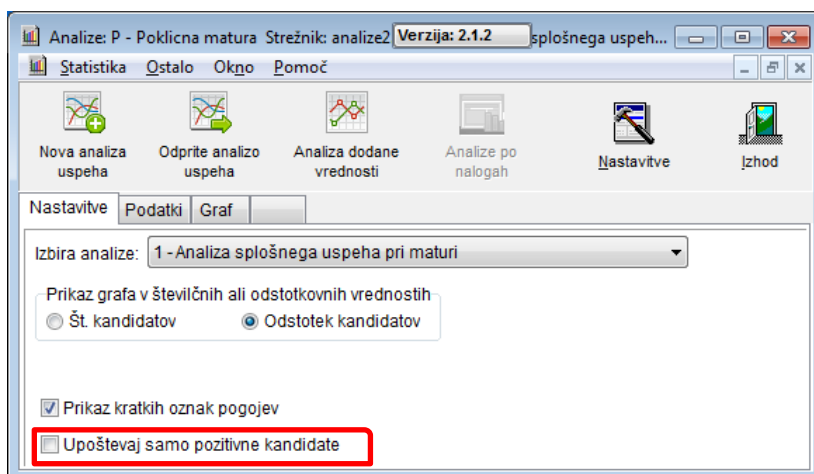 Analize: P - Poklicna matura Strežnik: analize2 Verzija: 2.1.2 splošnega uspeh...
Statistika Ostalo Okno Pomoč
Nova analiza uspeha
Odprite analizo uspeha
Analiza dodane vrednosti
Analize po nalogah
Nastavitve
Izhod
Nastavitve Podatki Graf
Izbira analize: 1 - Analiza splošnega uspeha pri maturi
Prikaz grafa v številčnih ali odstotkovnih vrednostih
Št. kandidatov Odstotek kandidatov
Prikaz kratkih oznak pogojev
Upoštevaj samo pozitivne kandidate